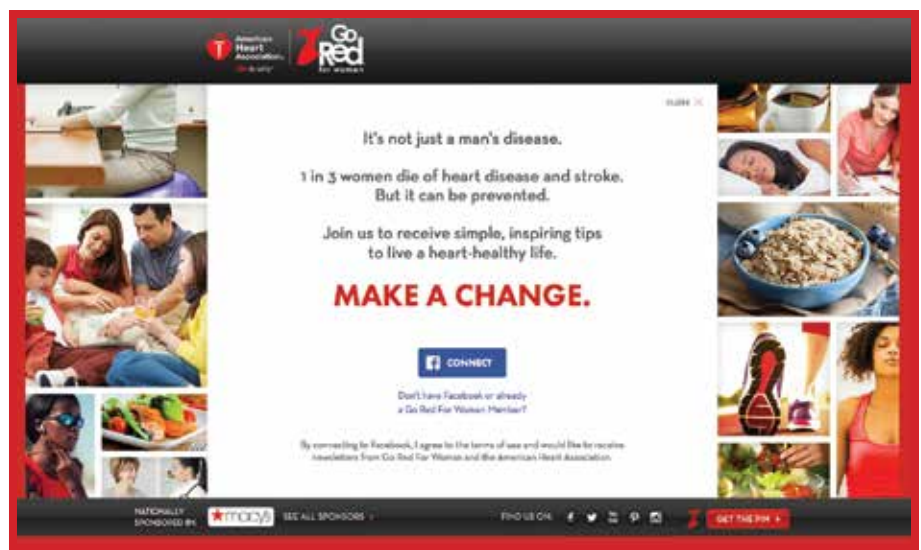 American
Heart
Association
Go
Red
for women
CLOSE X
It's not just a man's disease.
1 in 3 women die of heart disease and stroke.
But it can be prevented.
Join us to receive simple, inspiring tips
to live a heart-healthy life.
MAKE A CHANGE.
CONNECT
Don't have Facebook or already
a Go Red For Women Member?
By connecting to Facebook, I agree to the terms of use and would like to receive
newsletters from Go Red For Women and the American Heart Association
NATIONALLY
SPONSORED BY:
macys
SEE ALL SPONSORS
FIND US ON:
GET THE PIN